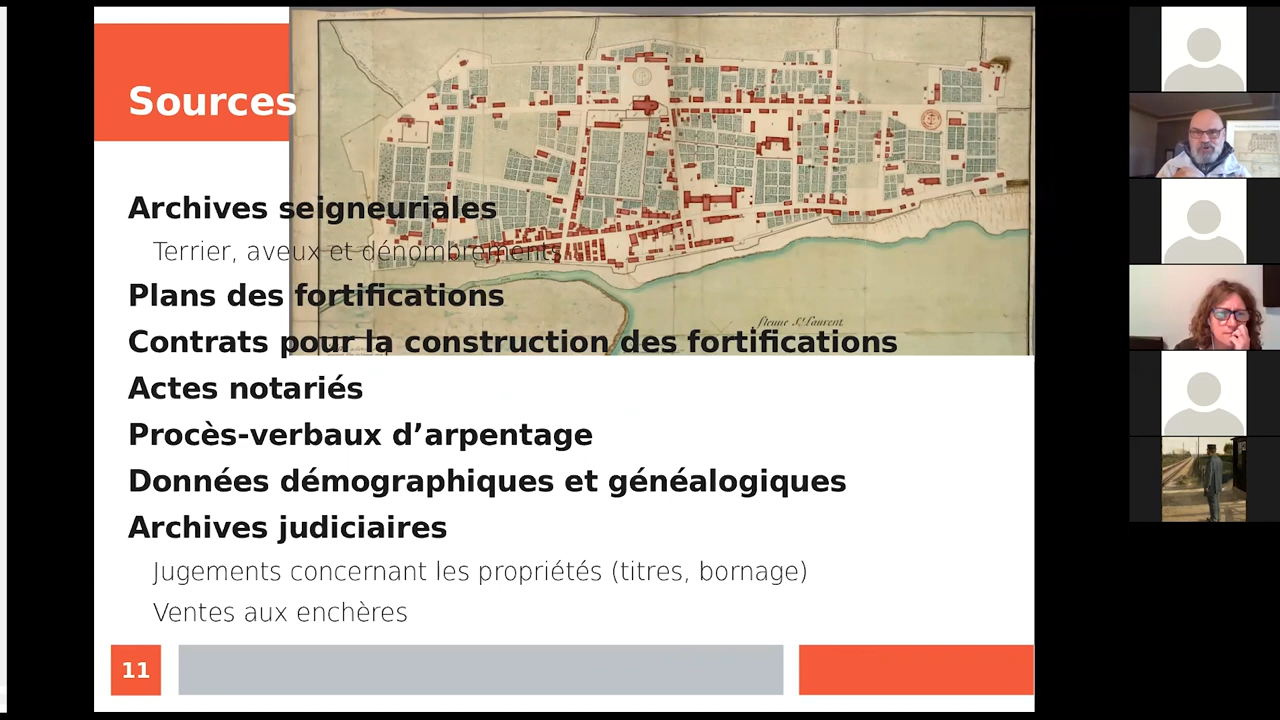 Sources
Archives seigneuriales
Terrier, aveux et dénombrements
Plans des fortifications
fleuve St. Laurent
Contrats pour la construction des fortifications
Actes notariés
Procès-verbaux d’arpentage
Données démographiques et généalogiques
Archives judiciaires
Jugements concernant les propriétés (titres, bornage)
Ventes aux enchères
11